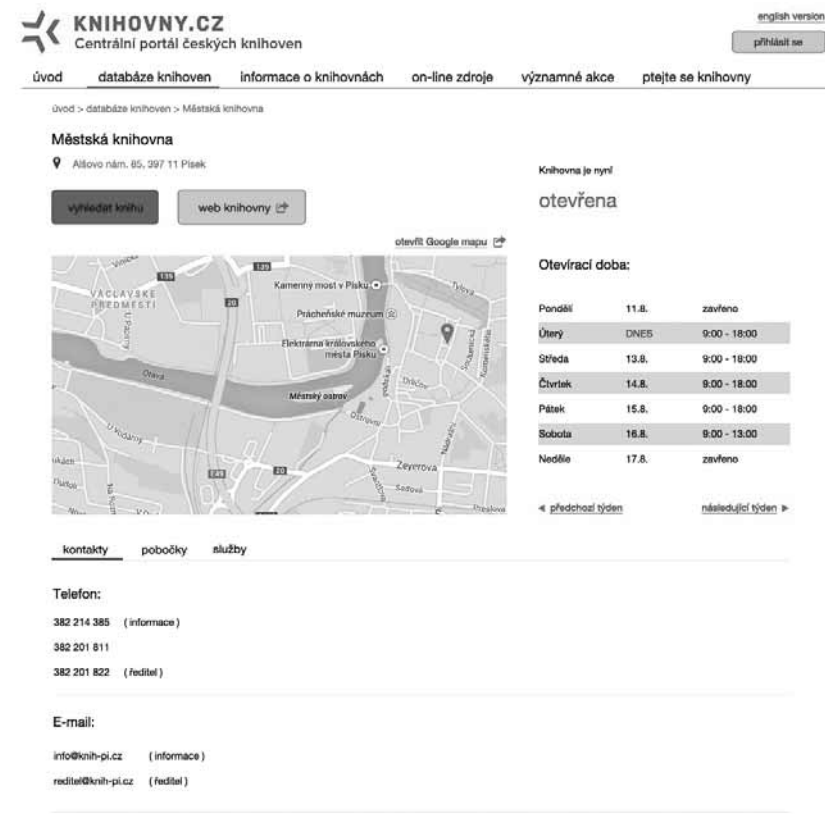 KNIHOVNY.CZ
Centrální portál českých knihoven
english version
přihlásit se
úvod databáze knihoven informace o knihovnách on-line zdroje významné akce ptejte se knihovny
úvod > databáze knihoven > Městská knihovna
Městská knihovna
Alšovo nám. 85, 397 11 Písek
vyhledat knihu
web knihovny
otevřít Google mapu
139
139
VÁCLAVSKÉ
PŘEDMĚSTÍ
20
Kamenný most v Písku
Tylova
Prácheňské muzeum
Elektrárna královského
města Písku
Otava
Městský ostrov
Zeyerova
Sadová
20
Preslova
Knihovna je nyní
otevřena
Otevírací doba:
Pondělí 11.8. zavřeno
Úterý DNES 9:00 - 18:00
Středa 13.8. 9:00 - 18:00
Čtvrtek 14.8. 9:00 - 18:00
Pátek 15.8. 9:00 - 18:00
Sobota 16.8. 9:00 - 13:00
Neděle 17.8. zavřeno
předchozí týden následující týden
kontakty pobočky služby
Telefon:
382 214 385 ( informace )
382 201 811
382 201 822 ( ředitel )
E-mail:
info@knih-pi.cz ( informace )
reditel@knih-pi.cz ( ředitel )